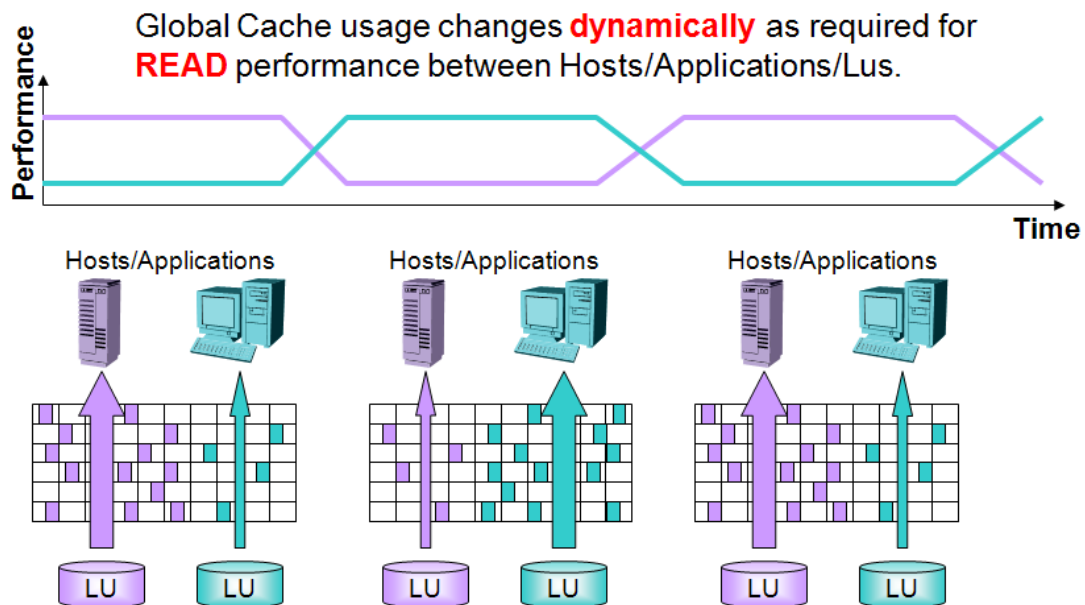 Global Cache usage changes dynamically as required for
READ performance between Hosts/Applications/Lus.
Performance
Time
Hosts/Applications
Hosts/Applications
Hosts/Applications
LU
LU
LU
LU
LU
LU